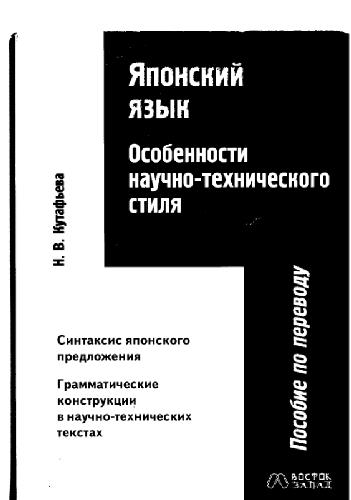 Японский
язык
Особенности
научно-технического
стиля
Н. В. Кутафьева
Синтаксис японского
предложения
Грамматические
конструкции
в научно-технических
текстах
Пособие по переводу
ВОСТОК
ЗАПАД